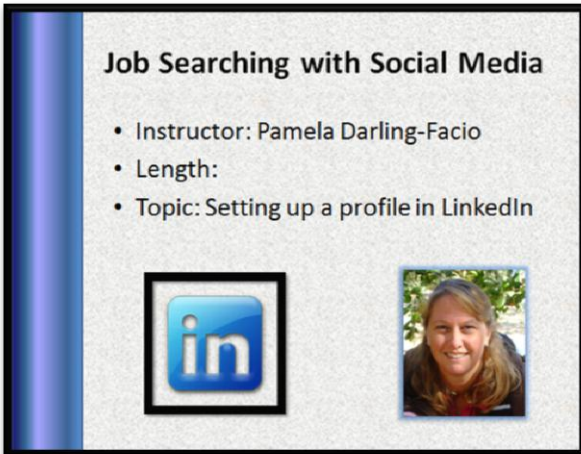 Job Searching with Social Media
• Instructor: Pamela Darling-Facio
• Length:
• Topic: Setting up a profile in LinkedIn
in